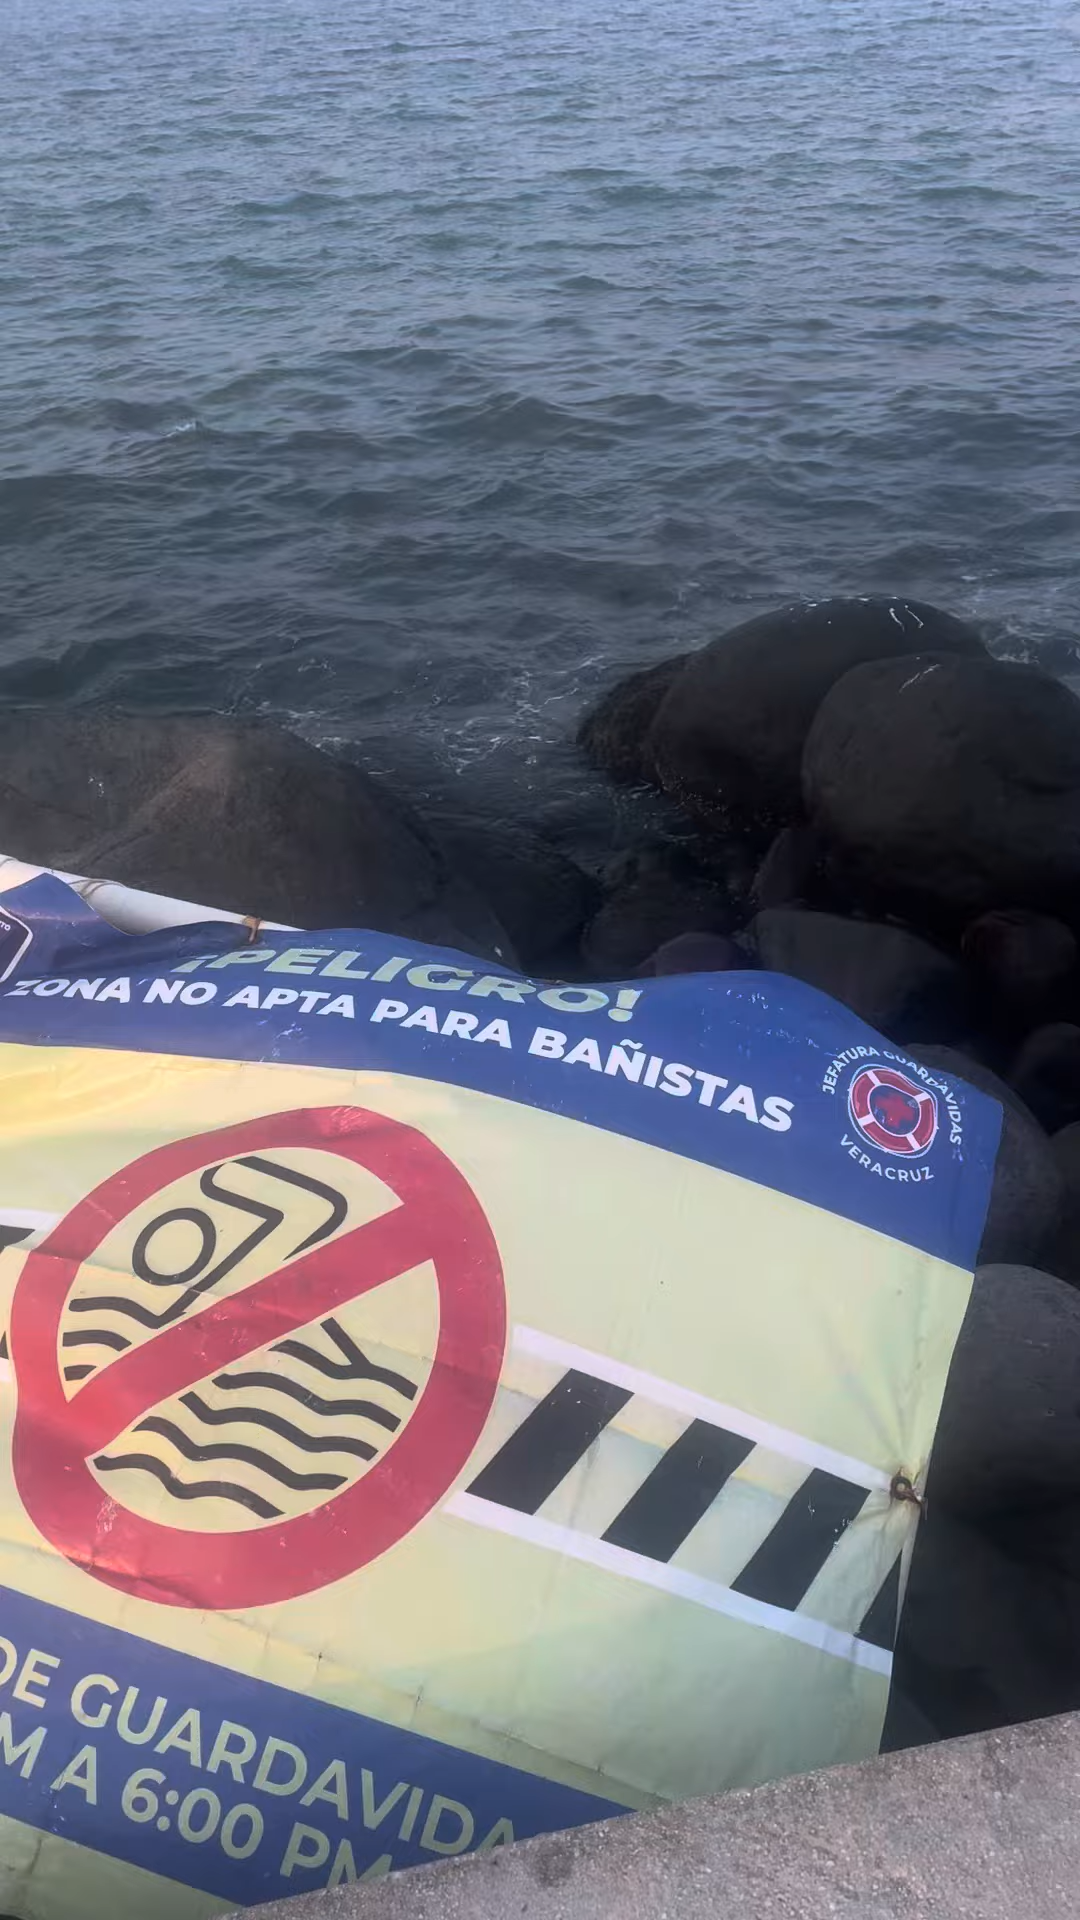 ¡PELIGRO!
ZONA NO APTA PARA BAÑISTAS
JEFATURA GUARDAVIDAS
VERACRUZ
DE GUARDAVIDA
M A 6:00 PM